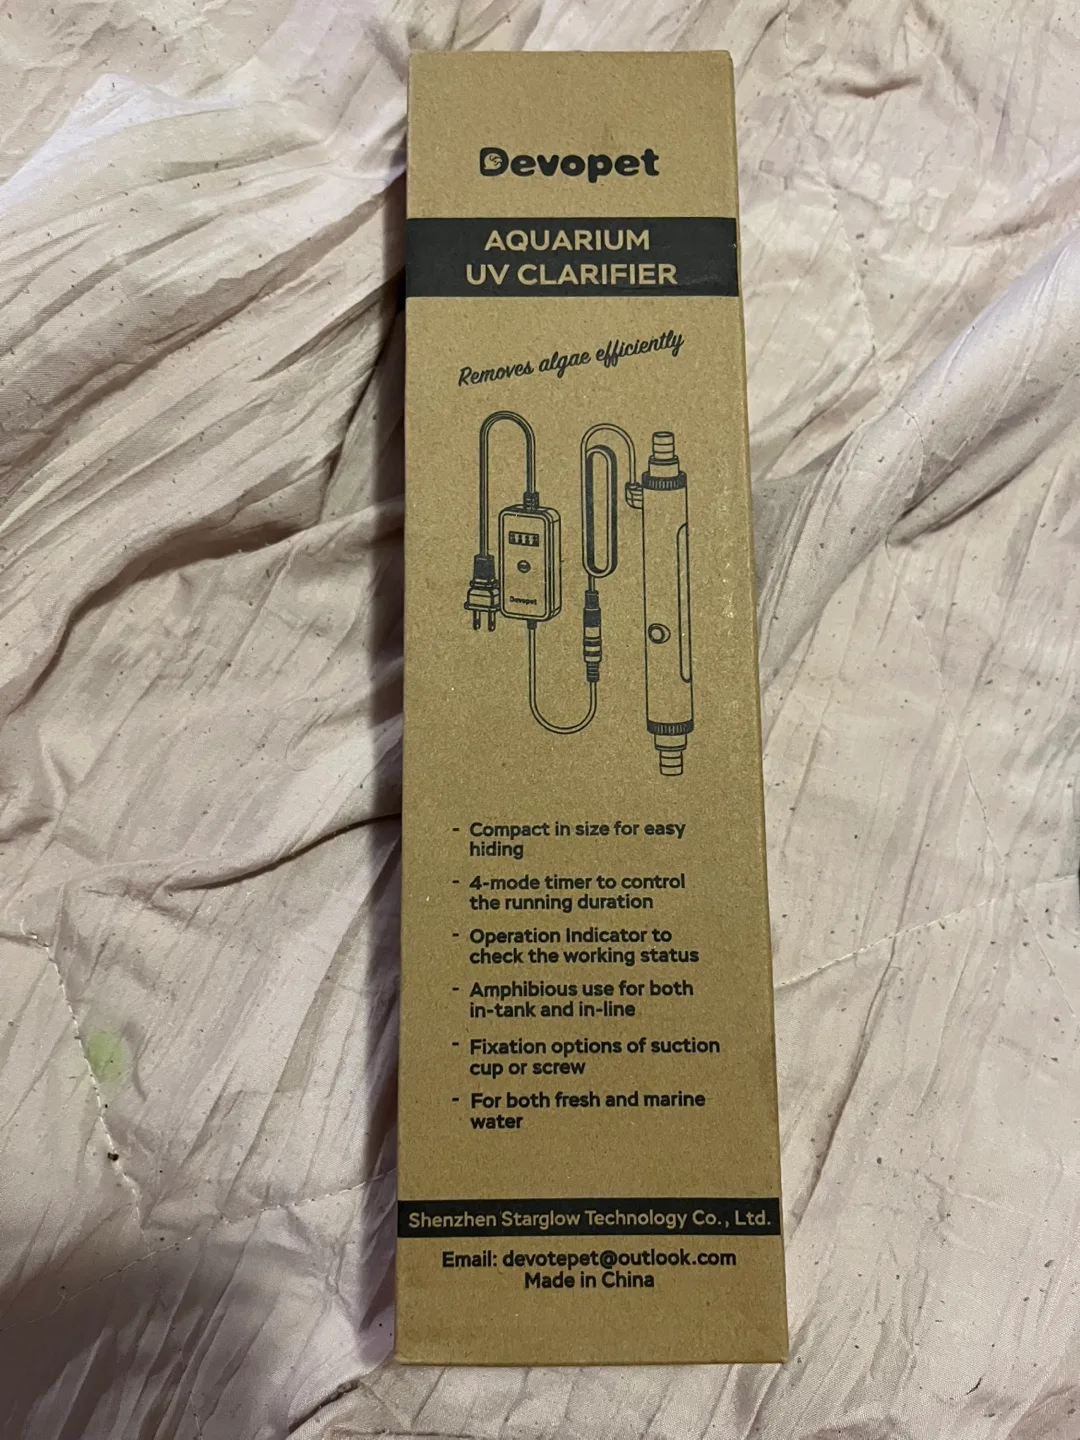 Devopet
AQUARIUM
UV CLARIFIER
Removes algae efficiently
Devopet
- Compact in size for easy
hiding
- 4-mode timer to control
the running duration
- Operation Indicator to
check the working status
- Amphibious use for both
in-tank and in-line
- Fixation options of suction
cup or screw
- For both fresh and marine
water
Shenzhen Starglow Technology Co., Ltd.
Email: devotepet@outlook.com
Made in China